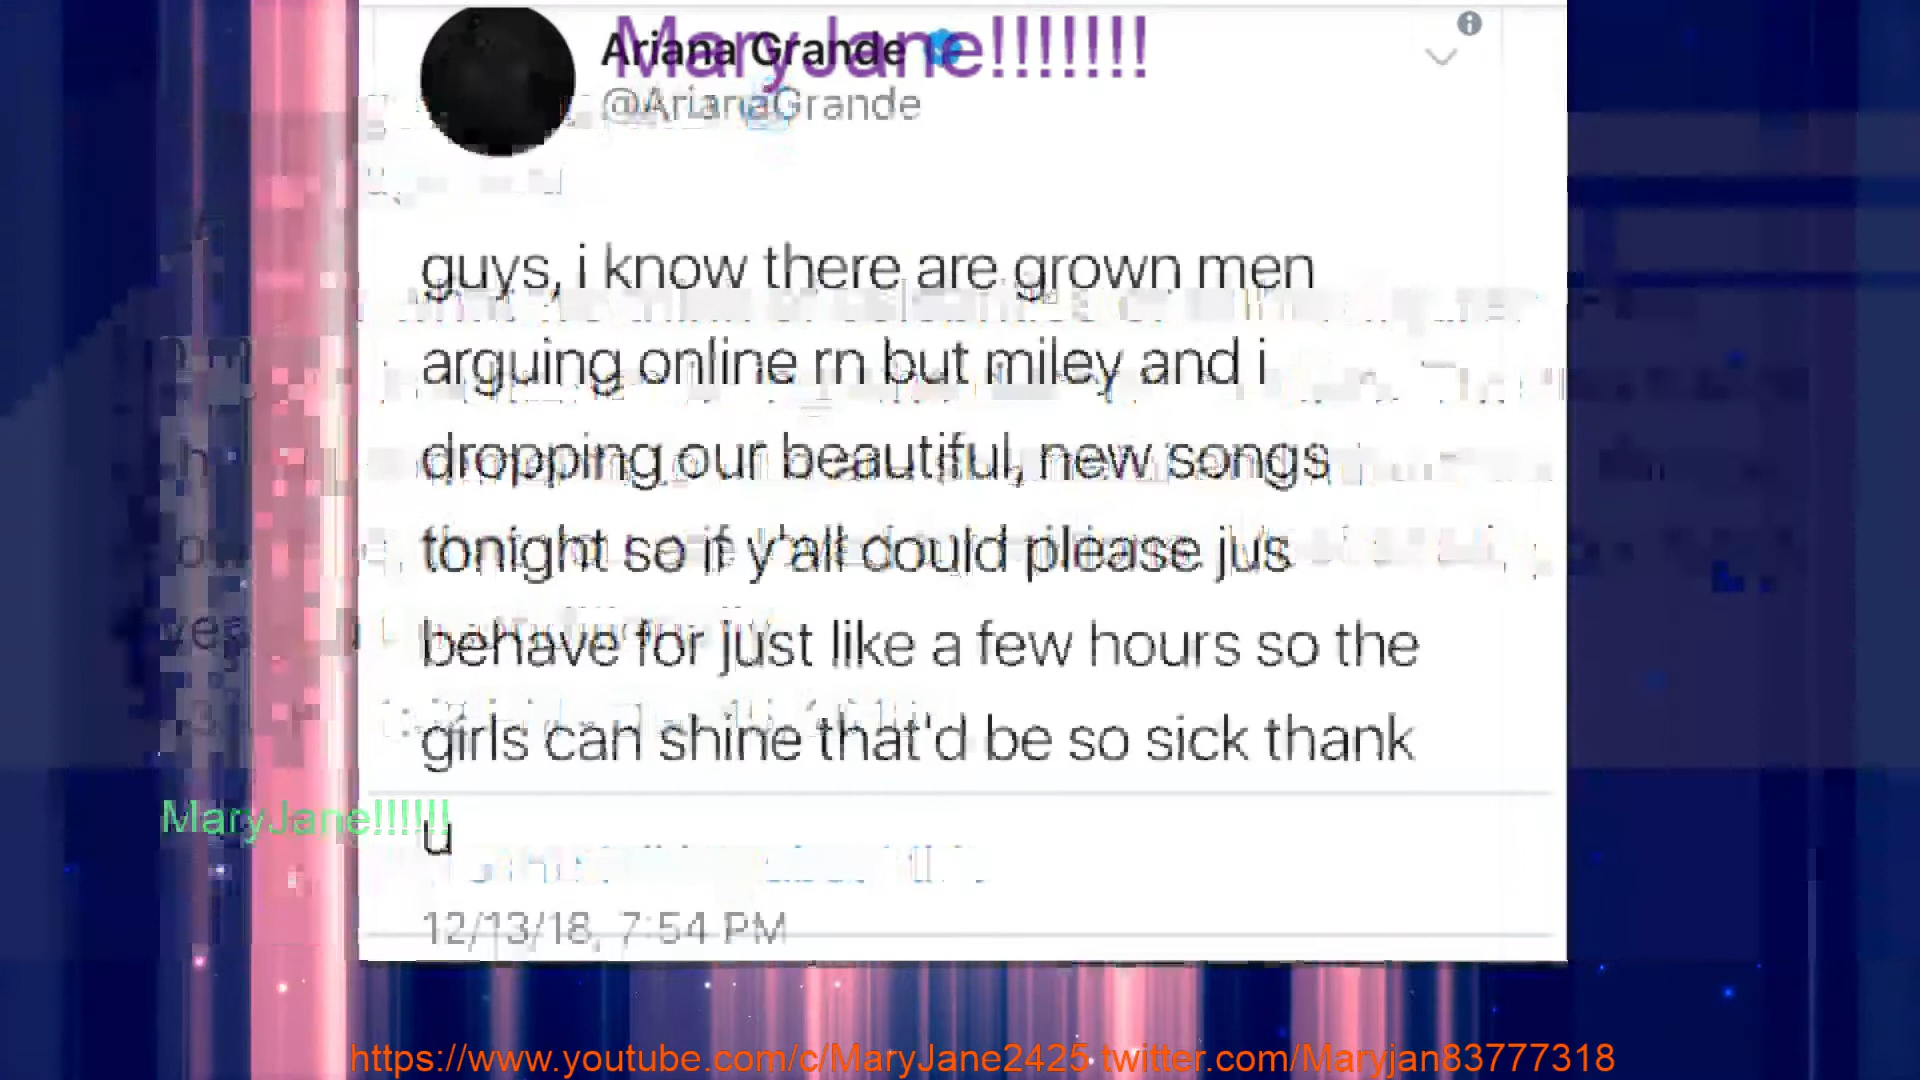 MaryJane!!!!!!!
Ariana Grande
@ArianaGrande
guys, i know there are grown men
arguing online rn but miley and i
dropping our beautiful, new songs
tonight so if y'all could please jus
behave for just like a few hours so the
girls can shine that'd be so sick thank
u
MaryJane!!!!!!
12/13/18, 7:54 PM
https://www.youtube.com/c/MaryJane2425 twitter.com/Maryjan83777318